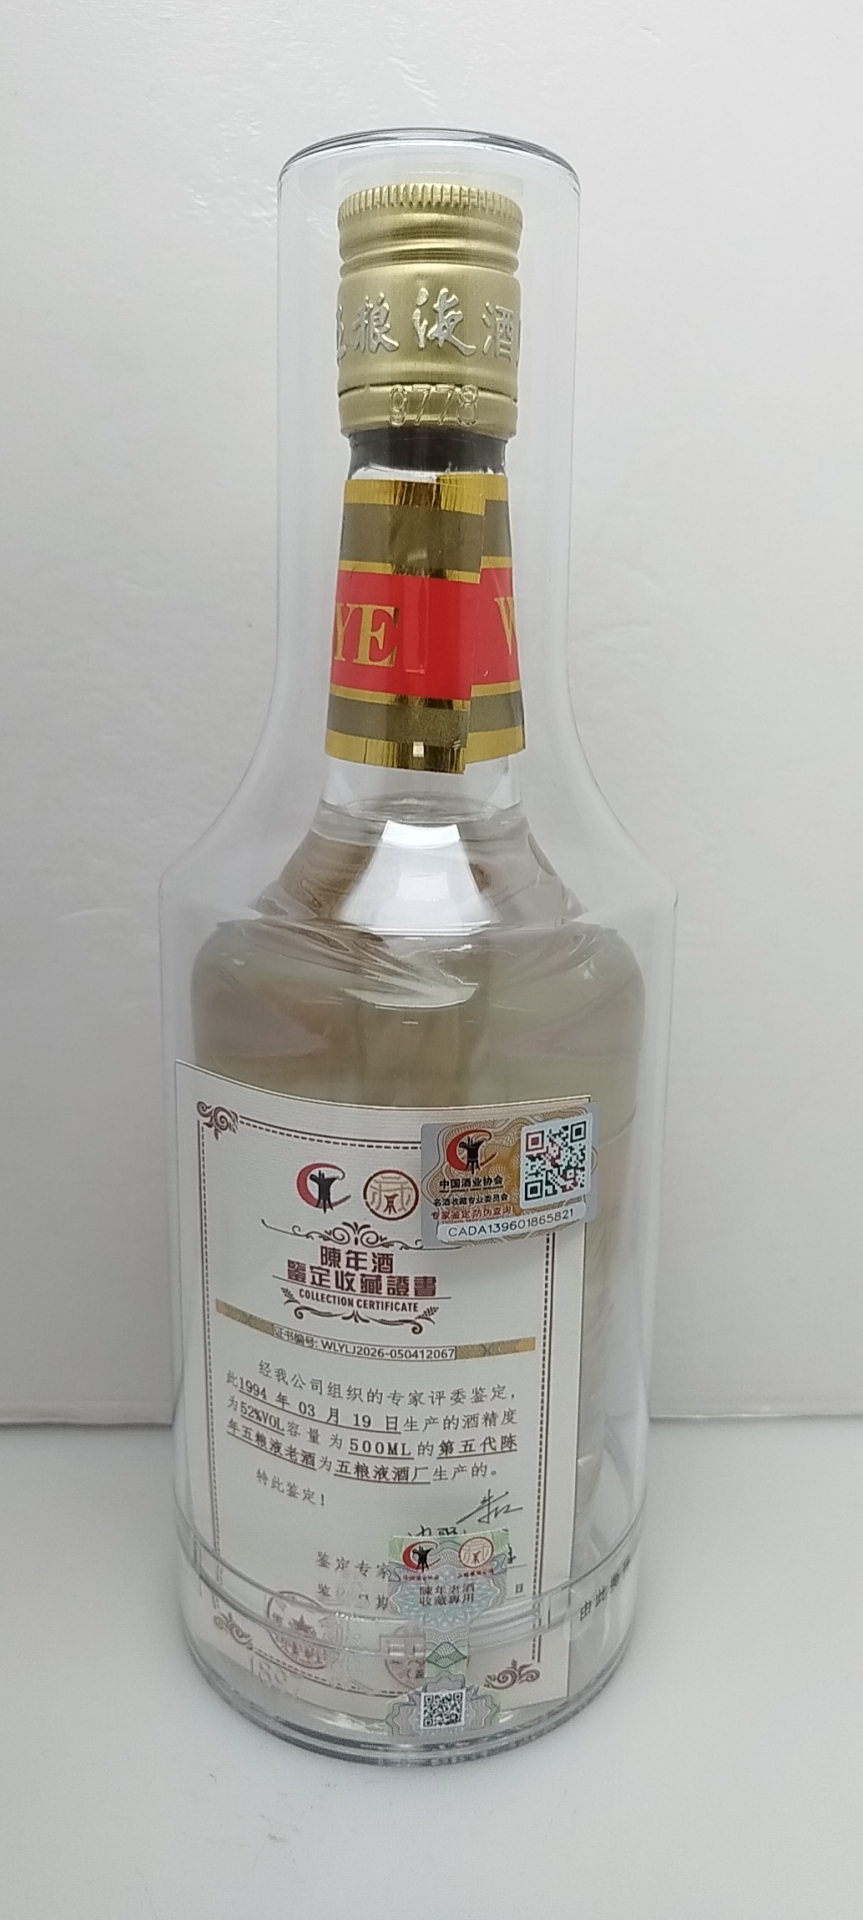 粮液酒
9778
YE W
中国酒业协会
名酒收藏专业委员会
专家鉴定 防伪查询
CADA139601865821
陳年酒
鑒定收藏證書
COLLECTION CERTIFICATE
证书编号: WLYLJ2026-050412067
经我公司组织的专家评委鉴定，
此1994 年 03 月 19 日生产的酒精度
为52%VOL容量为500ML的第五代陈
年五粮液老酒为五粮液酒厂生产的。
特此鉴定！
鉴定专家
陳年老酒
收藏專用
日
由此